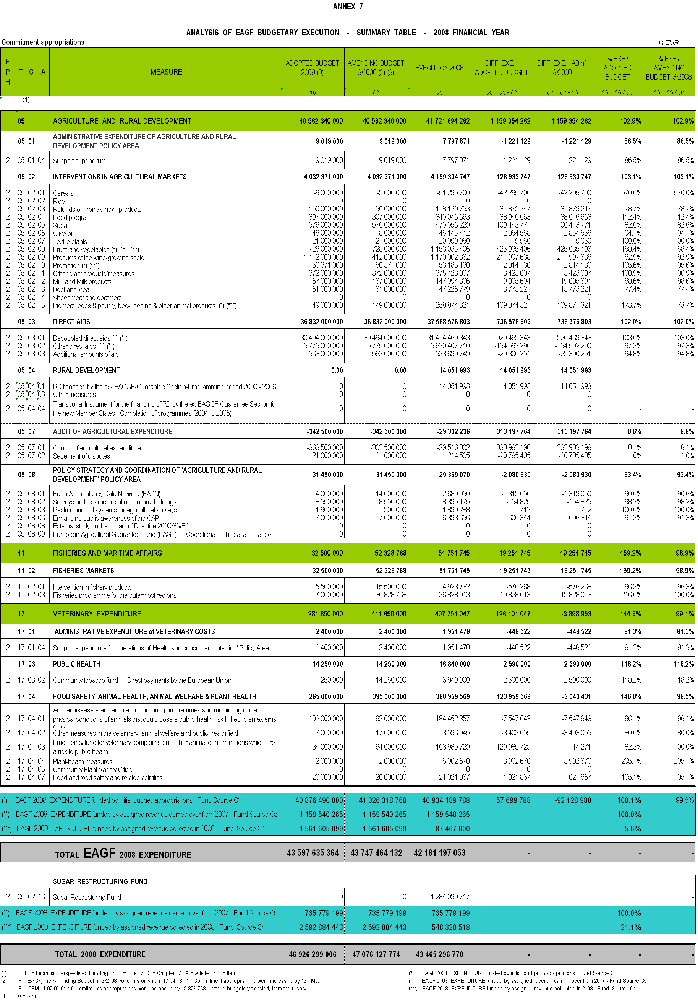 ANNEX 7
ANALYSIS OF EAGF BUDGETARY EXECUTION - SUMMARY TABLE - 2008 FINANCIAL YEAR
Commitment appropriations In EUR
F P H T C A MEASURE ADOPTED BUDGET 2008 (3) AMENDING BUDGET 3/2008 (2) (3) EXECUTION 2008 DIFF EXE. - ADOPTED BUDGET DIFF EXE. - AB n° 3/2008 % EXE / ADOPTED BUDGET % EXE / AMENDING BUDGET 3/2008
(0) (1) (2) (3) = (2) - (0) (4) = (2) - (1) (5) = (2) / (0) (6) = (2) / (1)
(1)
05 AGRICULTURE AND RURAL DEVELOPMENT 40 562 340 000 40 562 340 000 41 721 694 262 1 159 354 262 1 159 354 262 102.9% 102.9%
05 01 ADMINISTRATIVE EXPENDITURE OF AGRICULTURE AND RURAL
DEVELOPMENT POLICY AREA 9 019 000 9 019 000 7 797 871 -1 221 129 -1 221 129 86.5% 86.5%
2 05 01 04 Support expenditure 9 019 000 9 019 000 7 797 871 -1 221 129 -1 221 129 86.5% 86.5%
05 02 INTERVENTIONS IN AGRICULTURAL MARKETS 4 032 371 000 4 032 371 000 4 159 304 747 126 933 747 126 933 747 103.1% 103.1%
2 05 02 01 Cereals -9 000 000 -9 000 000 -51 295 700 -42 295 700 -42 295 700 570.0% 570.0%
2 05 02 02 Rice 0 0 0 0 0 - -
2 05 02 03 Refunds on non-Annex I products 150 000 000 150 000 000 118 120 753 -31 879 247 -31 879 247 78.7% 78.7%
2 05 02 04 Food programmes 307 000 000 307 000 000 345 046 663 38 046 663 38 046 663 112.4% 112.4%
2 05 02 05 Sugar 576 000 000 576 000 000 475 556 229 -100 443 771 -100 443 771 82.6% 82.6%
2 05 02 06 Olive oil 48 000 000 48 000 000 45 145 442 -2 854 558 -2 854 558 94.1% 94.1%
2 05 02 07 Textile plants 21 000 000 21 000 000 20 990 050 -9 950 -9 950 100.0% 100.0%
2 05 02 08 Fruits and vegetables (*) (**) (***) 728 000 000 728 000 000 1 153 035 406 425 035 406 425 035 406 158.4% 158.4%
2 05 02 09 Products of the wine-growing sector 1 412 000 000 1 412 000 000 1 170 002 362 -241 997 638 -241 997 638 82.9% 82.9%
2 05 02 10 Promotion (*) (***) 50 371 000 50 371 000 53 185 130 2 814 130 2 814 130 105.6% 105.6%
2 05 02 11 Other plant products/measures 372 000 000 372 000 000 375 423 007 3 423 007 3 423 007 100.9% 100.9%
2 05 02 12 Milk and Milk products 167 000 000 167 000 000 147 994 306 -19 005 694 -19 005 694 88.6% 88.6%
2 05 02 13 Beef and Veal 61 000 000 61 000 000 47 226 779 -13 773 221 -13 773 221 77.4% 77.4%
2 05 02 14 Sheepmeat and goatmeat 0 0 0 0 0 - -
2 05 02 15 Pigmeat, eggs & poultry, bee-keeping & other animal products (*) (***) 149 000 000 149 000 000 258 874 321 109 874 321 109 874 321 173.7% 173.7%
05 03 DIRECT AIDS 36 832 000 000 36 832 000 000 37 568 576 803 736 576 803 736 576 803 102.0% 102.0%
2 05 03 01 Decoupled direct aids (*) (**) 30 494 000 000 30 494 000 000 31 414 469 343 920 469 343 920 469 343 103.0% 103.0%
2 05 03 02 Other direct aids (*) (**) 5 775 000 000 5 775 000 000 5 620 407 710 -154 592 290 -154 592 290 97.3% 97.3%
2 05 03 03 Additional amounts of aid 563 000 000 563 000 000 533 699 749 -29 300 251 -29 300 251 94.8% 94.8%
05 04 RURAL DEVELOPMENT 0.00 0.00 -14 051 993 -14 051 993 -14 051 993 - -
2 05 04 01 RD financed by the ex- EAGGF-Guarantee Section-Programming period 2000 - 2006 0 0 -14 051 993 -14 051 993 -14 051 993 - -
2 05 04 03 Other measures 0 0 0 0 0 - -
2 05 04 04 Transitional Instrument for the financing of RD by the ex-EAGGF Guarantee Section for
the new Member States - Completion of programmes (2004 to 2006) 0 0 0 0 0 - -
05 07 AUDIT OF AGRICULTURAL EXPENDITURE -342 500 000 -342 500 000 -29 302 236 313 197 764 313 197 764 8.6% 8.6%
2 05 07 01 Control of agricultural expenditure -363 500 000 -363 500 000 -29 516 802 333 983 198 333 983 198 8.1% 8.1%
2 05 07 02 Settlement of disputes 21 000 000 21 000 000 214 565 -20 785 435 -20 785 435 1.0% 1.0%
05 08 POLICY STRATEGY AND COORDINATION OF 'AGRICULTURE AND RURAL
DEVELOPMENT' POLICY AREA 31 450 000 31 450 000 29 369 070 -2 080 930 -2 080 930 93.4% 93.4%
2 05 08 01 Farm Accountancy Data Network (FADN) 14 000 000 14 000 000 12 680 950 -1 319 050 -1 319 050 90.6% 90.6%
2 05 08 02 Surveys on the structure of agricultural holdings 8 550 000 8 550 000 8 395 175 -154 825 -154 825 98.2% 98.2%
2 05 08 03 Restructuring of systems for agricultural surveys 1 900 000 1 900 000 1 899 288 -712 -712 100.0% 100.0%
2 05 08 06 Enhancing public awareness of the CAP 7 000 000 7 000 000 6 393 656 -606 344 -606 344 91.3% 91.3%
2 05 08 08 External study on the impact of Directive 2000/36/EC 0 0 0 0 0 - -
2 05 08 09 European Agricultural Guarantee Fund (EAGF) — Operational technical assistance 0 0 0 0 0 - -
11 FISHERIES AND MARITIME AFFAIRS 32 500 000 52 328 768 51 751 745 19 251 745 19 251 745 159.2% 98.9%
11 02 FISHERIES MARKETS 32 500 000 52 328 768 51 751 745 19 251 745 19 251 745 159.2% 98.9%
2 11 02 01 Intervention in fishery products 15 500 000 15 500 000 14 923 732 -576 268 -576 268 96.3% 96.3%
2 11 02 03 Fisheries programme for the outermost regions 17 000 000 36 828 768 36 828 013 19 828 013 19 828 013 216.6% 100.0%
17 VETERINARY EXPENDITURE 281 650 000 411 650 000 407 751 047 126 101 047 -3 898 953 144.8% 99.1%
17 01 ADMINISTRATIVE EXPENDITURE of VETERINARY COSTS 2 400 000 2 400 000 1 951 478 -448 522 -448 522 81.3% 81.3%
2 17 01 04 Support expenditure for operations of 'Health and consumer protection' Policy Area 2 400 000 2 400 000 1 951 478 -448 522 -448 522 81.3% 81.3%
17 03 PUBLIC HEALTH 14 250 000 14 250 000 16 840 000 2 590 000 2 590 000 118.2% 118.2%
2 17 03 02 Community tobacco fund — Direct payments by the European Union 14 250 000 14 250 000 16 840 000 2 590 000 2 590 000 118.2% 118.2%
17 04 FOOD SAFETY, ANIMAL HEALTH, ANIMAL WELFARE & PLANT HEALTH 265 000 000 395 000 000 388 959 569 123 959 569 -6 040 431 146.8% 98.5%
Animal disease eradication and monitoring programmes and monitoring of the
2 17 04 01 physical conditions of animals that could pose a public-health risk linked to an external 192 000 000 192 000 000 184 452 357 -7 547 643 -7 547 643 96.1% 96.1%
factor
2 17 04 02 Other measures in the veterinary, animal welfare and public-health field 17 000 000 17 000 000 13 596 945 -3 403 055 -3 403 055 80.0% 80.0%
2 17 04 03 Emergency fund for veterinary complaints and other animal contaminations which are
a risk to public health 34 000 000 164 000 000 163 985 729 129 985 729 -14 271 482.3% 100.0%
2 17 04 04 Plant-health measures 2 000 000 2 000 000 5 902 670 3 902 670 3 902 670 295.1% 295.1%
2 17 04 05 Community Plant Variety Office 0 0 0 0 0 - -
2 17 04 07 Feed and food safety and related activities 20 000 000 20 000 000 21 021 867 1 021 867 1 021 867 105.1% 105.1%
(*) EAGF 2008 EXPENDITURE funded by initial budget appropriations - Fund Source C1 40 876 490 000 41 026 318 768 40 934 189 788 57 699 788 -92 128 980 100.1% 99.8%
(**) EAGF 2008 EXPENDITURE funded by assigned revenue carried over from 2007 - Fund Source C5 1 159 540 265 1 159 540 265 1 159 540 265 - - 100.0% -
(***) EAGF 2008 EXPENDITURE funded by assigned revenue collected in 2008 - Fund Source C4 1 561 605 099 1 561 605 099 87 467 000 - - 5.6% -
TOTAL EAGF 2008 EXPENDITURE 43 597 635 364 43 747 464 132 42 181 197 053 - - - -
SUGAR RESTRUCTURING FUND
2 05 02 16 Sugar Restructuring Fund 0 0 1 284 099 717 - - - -
(**) EAGF 2008 EXPENDITURE funded by assigned revenue carried over from 2007 - Fund Source C5 735 779 199 735 779 199 735 779 199 - - 100.0% -
(***) EAGF 2008 EXPENDITURE funded by assigned revenue collected in 2008 - Fund Source C4 2 592 884 443 2 592 884 443 548 320 518 - - 21.1% -
TOTAL 2008 EXPENDITURE 46 926 299 006 47 076 127 774 43 465 296 770 - - - -
(1) FPH = Financial Perspectives Heading / T = Title / C = Chapter / A = Article / I = Item (*) EAGF 2008 EXPENDITURE funded by initial budget appropriations - Fund Source C1
(2) For EAGF, the Amending Budget n° 3/2008 concerns only item 17 04 03 01 : Commitment appropriations were increased by 130 M€. (**) EAGF 2008 EXPENDITURE funded by assigned revenue carried over from 2007 - Fund Source C5
For ITEM 11 02 03 01 : Commitments appropriations were increased by 19.828.768 € after a budgetary transfert, from the reserve. (***) EAGF 2008 EXPENDITURE funded by assigned revenue collected in 2008 - Fund Source C4
(3) 0 = p.m.